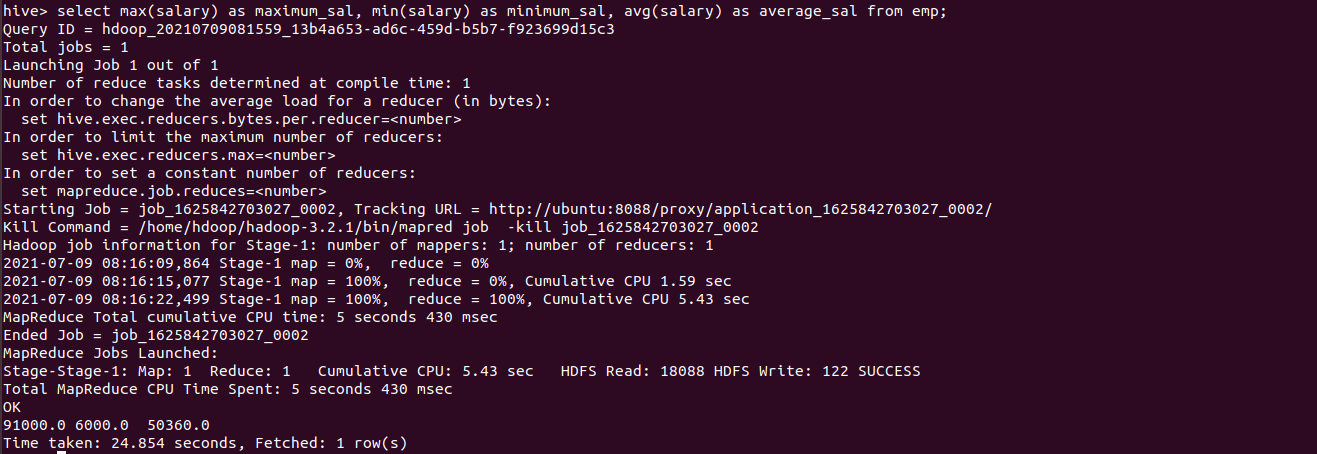 hive> select max(salary) as maximum_sal, min(salary) as minimum_sal, avg(salary) as average_sal from emp;
Query ID = hdoop_20210709081559_13b4a653-ad6c-459d-b5b7-f923699d15c3
Total jobs = 1
Launching Job 1 out of 1
Number of reduce tasks determined at compile time: 1
In order to change the average load for a reducer (in bytes):
  set hive.exec.reducers.bytes.per.reducer=<number>
In order to limit the maximum number of reducers:
  set hive.exec.reducers.max=<number>
In order to set a constant number of reducers:
  set mapreduce.job.reduces=<number>
Starting Job = job_1625842703027_0002, Tracking URL = http://ubuntu:8088/proxy/application_1625842703027_0002/
Kill Command = /home/hdoop/hadoop-3.2.1/bin/mapred job  -kill job_1625842703027_0002
Hadoop job information for Stage-1: number of mappers: 1; number of reducers: 1
2021-07-09 08:16:09,864 Stage-1 map = 0%,  reduce = 0%
2021-07-09 08:16:15,077 Stage-1 map = 100%,  reduce = 0%, Cumulative CPU 1.59 sec
2021-07-09 08:16:22,499 Stage-1 map = 100%,  reduce = 100%, Cumulative CPU 5.43 sec
MapReduce Total cumulative CPU time: 5 seconds 430 msec
Ended Job = job_1625842703027_0002
MapReduce Jobs Launched:
Stage-Stage-1: Map: 1  Reduce: 1   Cumulative CPU: 5.43 sec   HDFS Read: 18088 HDFS Write: 122 SUCCESS
Total MapReduce CPU Time Spent: 5 seconds 430 msec
OK
91000.0 6000.0  50360.0
Time taken: 24.854 seconds, Fetched: 1 row(s)